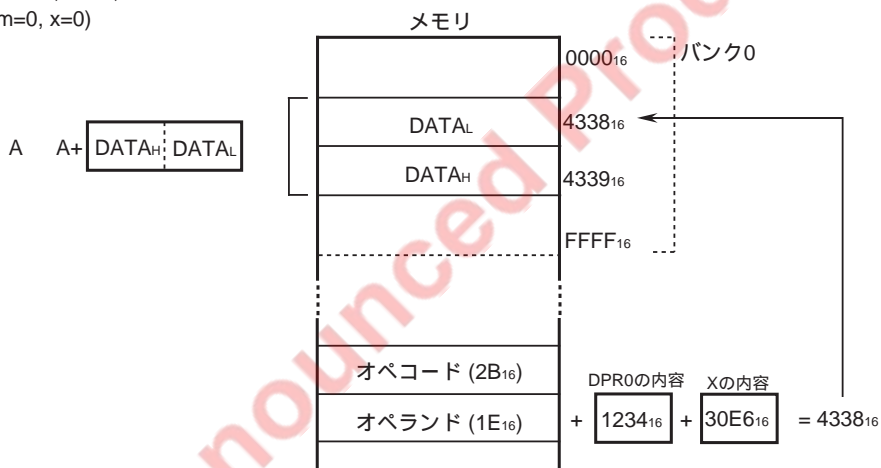 m=0, x=0)
メモリ
0000₁₆
バンク0
DATAL
4338₁₆
A A+ DATAH DATAL
DATAH
4339₁₆
FFFF₁₆
オペコード (2B₁₆)
DPR0の内容 Xの内容
オペランド (1E₁₆) + 1234₁₆ + 30E6₁₆ = 4338₁₆
nounced Produ